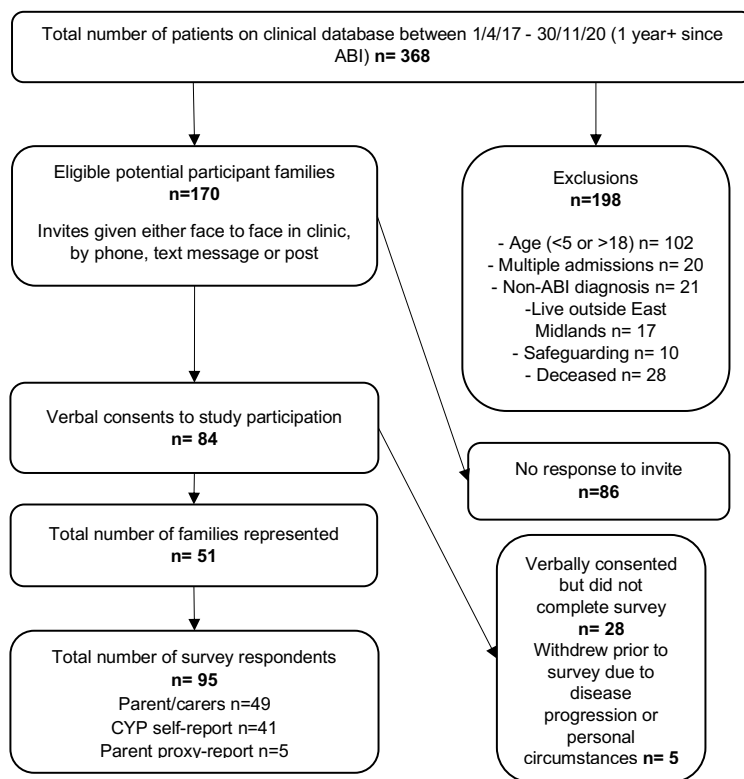 Total number of patients on clinical database between 1/4/17 - 30/11/20 (1 year+ since
ABI) n= 368
Eligible potential participant families
n=170
Invites given either face to face in clinic,
by phone, text message or post
Exclusions
n=198
- Age (<5 or >18) n= 102
- Multiple admissions n= 20
- Non-ABI diagnosis n= 21
-Live outside East
Midlands n= 17
- Safeguarding n= 10
- Deceased n= 28
Verbal consents to study participation
n= 84
No response to invite
n=86
Total number of families represented
n= 51
Verbally consented
but did not
complete survey
n= 28
Withdrew prior to
survey due to
disease
progression or
personal
circumstances n= 5
Total number of survey respondents
n= 95
Parent/carers n=49
CYP self-report n=41
Parent proxy-report n=5